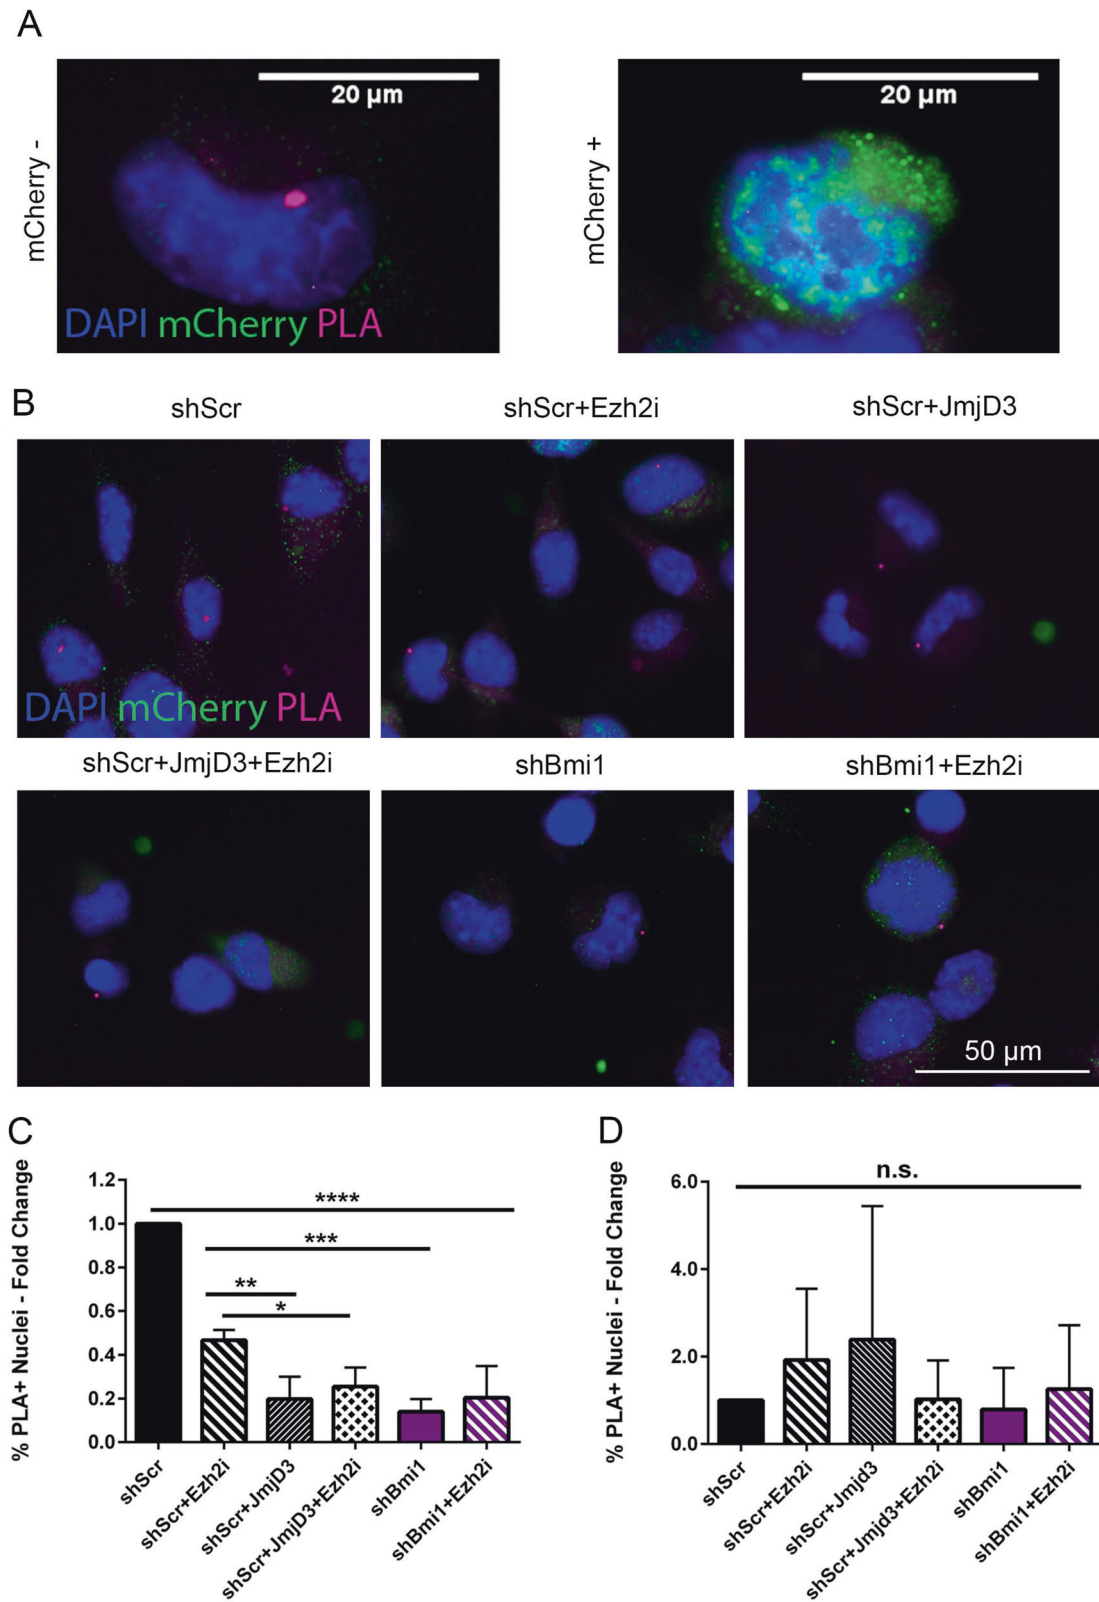 A
mCherry -
20 µm
DAPI mCherry PLA
mCherry +
20 µm
B
shScr
shScr+Ezh2i
shScr+JmjD3
DAPI mCherry PLA
shScr+JmjD3+Ezh2i
shBmi1
shBmi1+Ezh2i
50 µm
C
% PLA+ Nuclei - Fold Change
1.2
1.0
0.8
0.6
0.4
0.2
0.0
****
***
**
*
shScr
shScr+Ezh2i
shScr+JmjD3
shScr+JmjD3+Ezh2i
shBmi1
shBmi1+Ezh2i
D
% PLA+ Nuclei - Fold Change
6.0
4.0
2.0
0.0
n.s.
shScr
shScr+Ezh2i
shScr+Jmjd3
shScr+Jmjd3+Ezh2i
shBmi1
shBmi1+Ezh2i